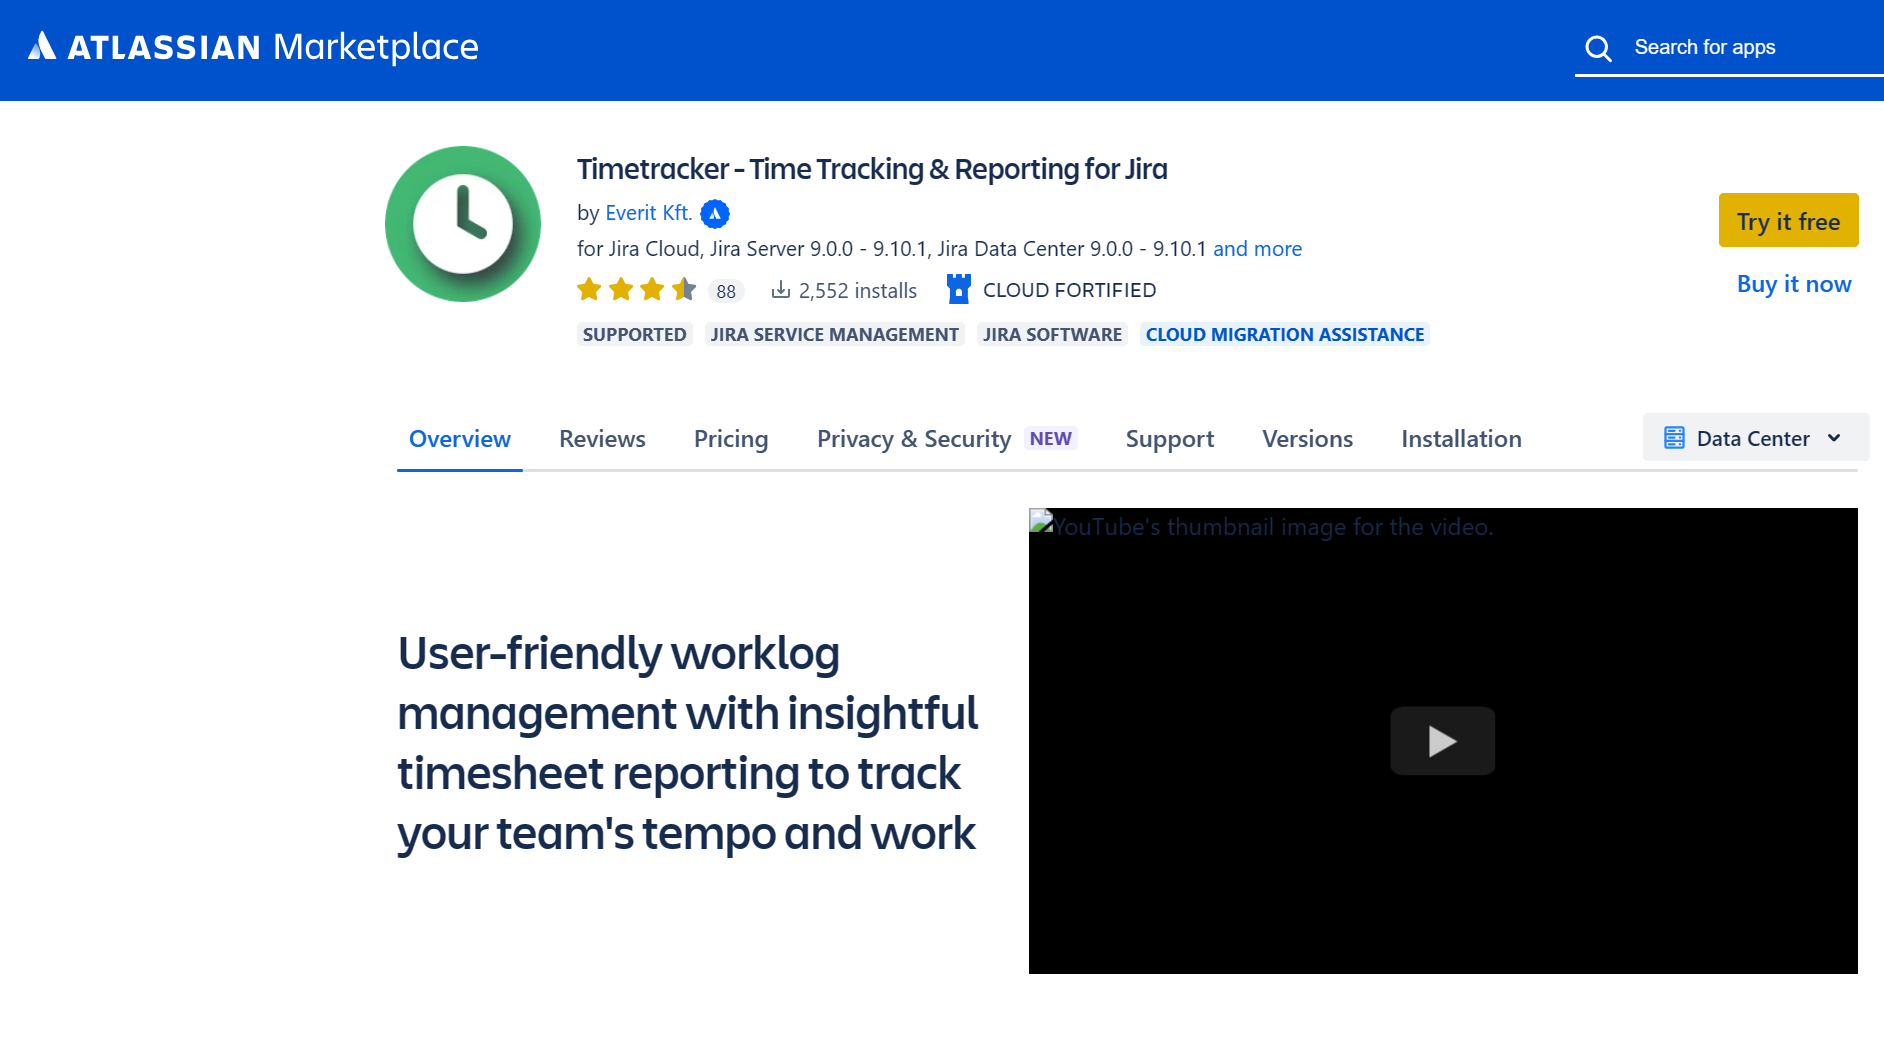 ATLASSIAN Marketplace
Search for apps
Timetracker - Time Tracking & Reporting for Jira
by Everit Kft.
for Jira Cloud, Jira Server 9.0.0 - 9.10.1, Jira Data Center 9.0.0 - 9.10.1 and more
88 2,552 installs CLOUD FORTIFIED
SUPPORTED JIRA SERVICE MANAGEMENT JIRA SOFTWARE CLOUD MIGRATION ASSISTANCE
Try it free
Buy it now
Overview Reviews Pricing Privacy & Security NEW Support Versions Installation
Data Center
User-friendly worklog
management with insightful
timesheet reporting to track
your team's tempo and work
YouTube's thumbnail image for the video.